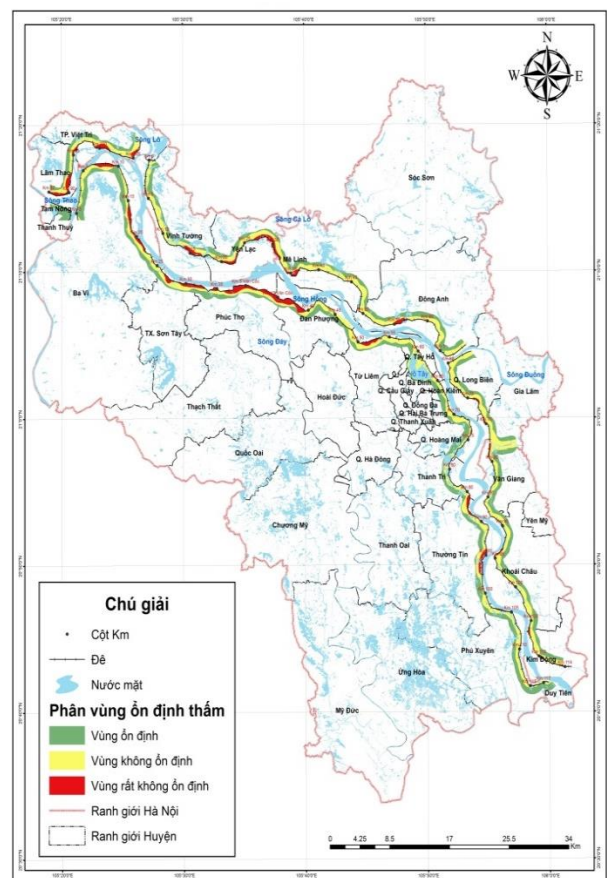 N
W E
S
TP. Việt Trì
Sông Lô
Lâm Thao
Sông Thao
Tam Nông
Thanh Thuỷ
Sóc Sơn
Sông Cà Lồ
Vĩnh Tường
Yên Lạc
Mê Linh
Ba Vì
Đông Anh
Sông Hồng
Phúc Thọ
Đan Phượng
TX. Sơn Tây
Sông Đáy
Q. Tây Hồ
Sông Đuống
Từ Liêm
Hồ Tây
Q. Ba Đình
Q. Long Biên
Hoài Đức
Q. Cầu Giấy
Q. Hoàn Kiếm
Gia Lâm
Thạch Thất
Q. Đống Đa
Q. Hai Bà Trưng
Q. Thanh Xuân
Q. Hoàng Mai
Quốc Oai
Q. Hà Đông
Thanh Trì
Văn Giang
Chương Mỹ
Yên Mỹ
Thanh Oai
Thường Tín
Khoái Châu
Phú Xuyên
Kim Động
Ứng Hòa
Duy Tiên
Mỹ Đức
Chú giải
Cột Km
Đê
Nước mặt
Phân vùng ổn định thấm
Vùng ổn định
Vùng không ổn định
Vùng rất không ổn định
Ranh giới Hà Nội
Ranh giới Huyện
0 4.25 8.5 17 25.5 34
Km